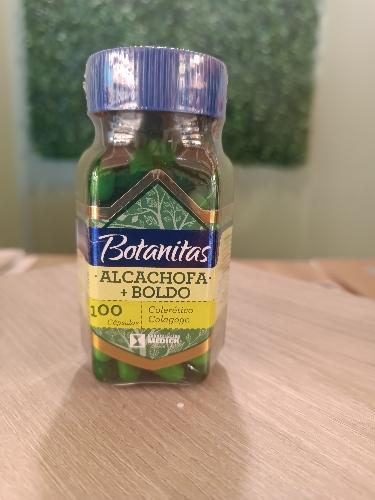 Botanitas
·ALCACHOFA·
+ BOLDO
100
Cápsulas
Colerético
Colagogo
MEDICK